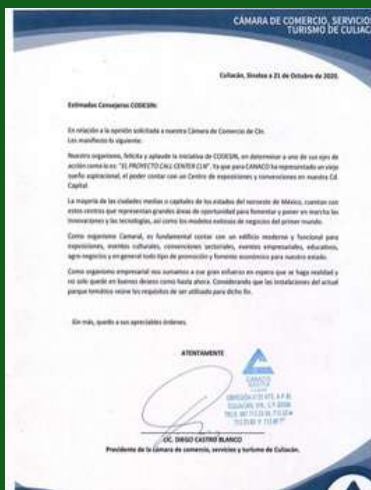 CÁMARA DE COMERCIO, SERVICIOS
TURISMO DE CULIACÁ
Culiacán, Sinaloa a 21 de Octubre de 2020.
Estimados Consejeros CODESIN:
En relación a la opinión solicitada a nuestra Cámara de Comercio de Cln.
Les manifiesto lo siguiente:
Nuestro organismo, felicita y aplaude la iniciativa de CODESIN, en determinar a uno de sus ejes de
acción como lo es: "EL PROYECTO CALL CENTER CLN". Ya que para CANACO ha representado un viejo
sueño aspiracional, el poder contar con un Centro de exposiciones y convenciones en nuestra Cd.
Capital.
La mayoría de las ciudades medias o capitales de los estados del noroeste de México, cuentan con
estos centros que representan grandes áreas de oportunidad para fomentar y poner en marcha las
innovaciones y las tecnologías, así como los modelos exitosos de negocios del primer mundo.
Como organismo Camaral, es fundamental contar con un edificio moderno y funcional para
exposiciones, eventos culturales, convenciones sectoriales, eventos empresariales, educativos,
agro-negocios y en general todo tipo de promoción y fomento económico para nuestro estado.
Como organismo empresarial nos sumamos a ese gran esfuerzo en espera que se haga realidad y
no solo quede en buenos deseos como hasta ahora. Considerando que las instalaciones del actual
parque temático reúne los requisitos de ser utilizado para dicho fin.
Sin más, quedo a sus apreciables órdenes.
ATENTAMENTE
CANACO
LIC. DIEGO CASTRO BLANCO
Presidente de la cámara de comercio, servicios y turismo de Culiacán.